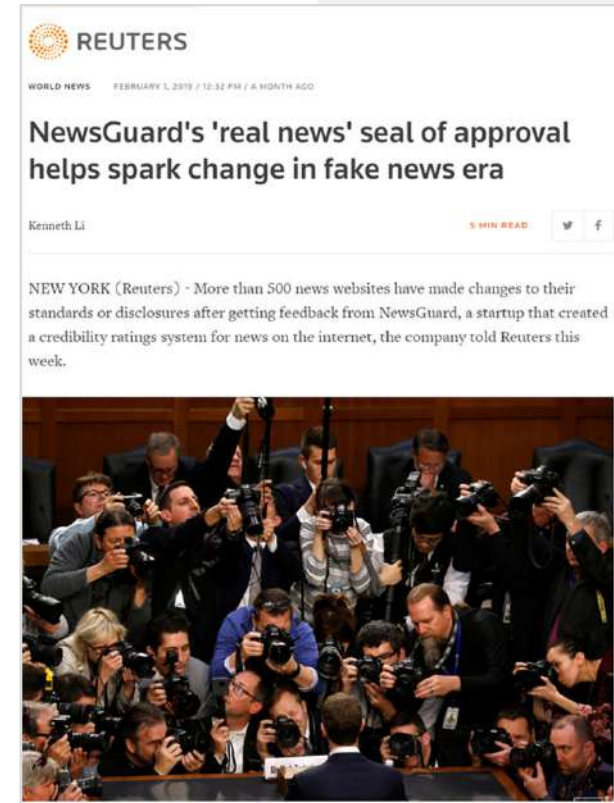 REUTERS
WORLD NEWS FEBRUARY 1, 2019 / 12:32 PM / A MONTH AGO
NewsGuard's 'real news' seal of approval
helps spark change in fake news era
Kenneth Li
5 MIN READ
NEW YORK (Reuters) - More than 500 news websites have made changes to their
standards or disclosures after getting feedback from NewsGuard, a startup that created
a credibility ratings system for news on the internet, the company told Reuters this
week.